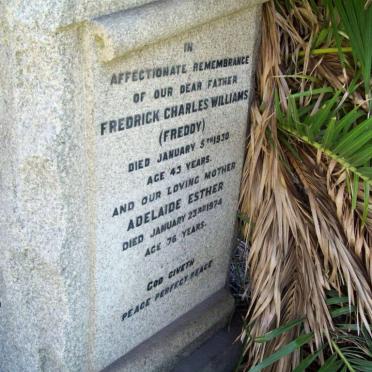 IN
AFFECTIONATE REMEMBRANCE
OF OUR DEAR FATHER
FREDRICK CHARLES WILLIAMS
(FREDDY)
DIED JANUARY 5TH 1930
AGE 43 YEARS.
AND OUR LOVING MOTHER
ADELAIDE ESTHER
DIED JANUARY 23RD 1974
AGE 76 YEARS.
GOD GIVETH
PEACE PERFECT PEACE